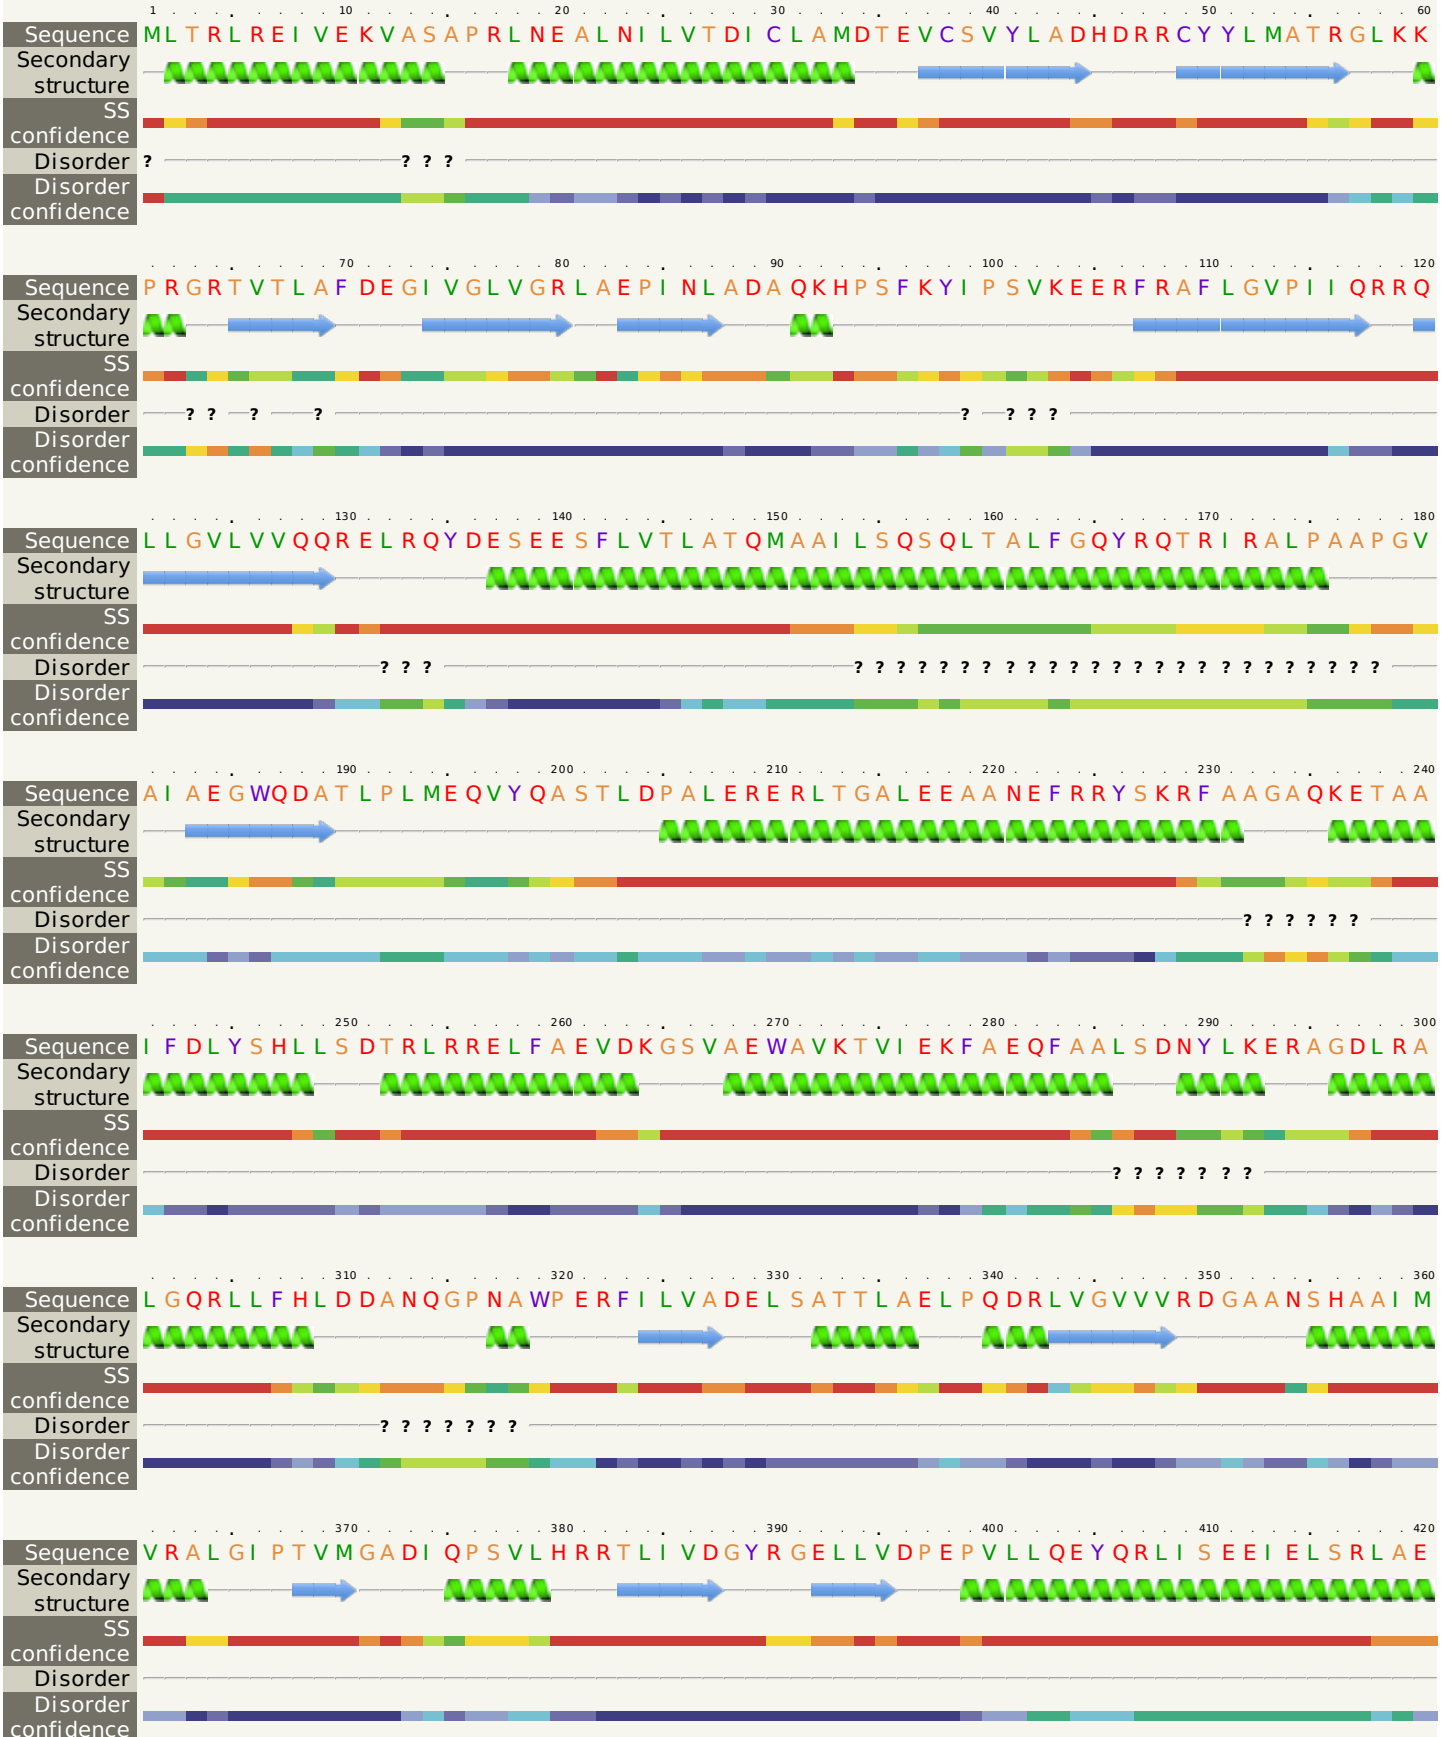 1 . . . . . . . . 10 . . . . . . . . . 20 . . . . . . . . . 30 . . . . . . . . . 40 . . . . . . . . . 50 . . . . . . . . . 60
Sequence MLTRLREIVEKVASAPRLNEALNILVTDICLAMDTEVCSVYLADHDRRCYYLMATRGLKK
Secondary
structure
SS
confidence
Disorder ? ? ? ?
Disorder
confidence
. . . . . . . . . 70 . . . . . . . . . 80 . . . . . . . . . 90 . . . . . . . . . 100 . . . . . . . . . 110 . . . . . . . . . 120
Sequence PRGRTVTLAFDEGIVGLVGRLAEPINLADAQKHPSFKYIPSVKEERFRAFLGVPIIQRRQ
Secondary
structure
SS
confidence
Disorder ? ? ? ? ? ? ? ?
Disorder
confidence
. . . . . . . . . 130 . . . . . . . . . 140 . . . . . . . . . 150 . . . . . . . . . 160 . . . . . . . . . 170 . . . . . . . . . 180
Sequence LLGVLVVQQRELRQYDESEESFLVTLATQMAAILSQSQLTALFGQYRQTRIRALPAAPGV
Secondary
structure
SS
confidence
Disorder ? ? ? ? ? ? ? ? ? ? ? ? ? ? ? ? ? ? ? ? ? ? ? ? ? ? ? ?
Disorder
confidence
. . . . . . . . . 190 . . . . . . . . . 200 . . . . . . . . . 210 . . . . . . . . . 220 . . . . . . . . . 230 . . . . . . . . . 240
Sequence AIAEGWQDATLPLMEQVYQASTLDPALERERLTGALEEAANEFRRYSKRFAAGAQKETAA
Secondary
structure
SS
confidence
Disorder ? ? ? ? ? ?
Disorder
confidence
. . . . . . . . . 250 . . . . . . . . . 260 . . . . . . . . . 270 . . . . . . . . . 280 . . . . . . . . . 290 . . . . . . . . . 300
Sequence IFDLYSHLLSDTRLRRELFAEVDKGSVAEWAVKTVIEKFAEQFAALSDNYLKERAGDLRA
Secondary
structure
SS
confidence
Disorder ? ? ? ? ? ? ?
Disorder
confidence
. . . . . . . . . 310 . . . . . . . . . 320 . . . . . . . . . 330 . . . . . . . . . 340 . . . . . . . . . 350 . . . . . . . . . 360
Sequence LGQRLLFHLDDANQGPNAWPERFILVADELSATTLAELPQDRLVGVVVRDGAANSHAAIM
Secondary
structure
SS
confidence
Disorder ? ? ? ? ? ? ?
Disorder
confidence
. . . . . . . . . 370 . . . . . . . . . 380 . . . . . . . . . 390 . . . . . . . . . 400 . . . . . . . . . 410 . . . . . . . . . 420
Sequence VRALGIPTVMGADIQPSVLHRRTLIVDGYRGELLVDPEPVLLQEYQRLISEEIELSRLAE
Secondary
structure
SS
confidence
Disorder
Disorder
confidence